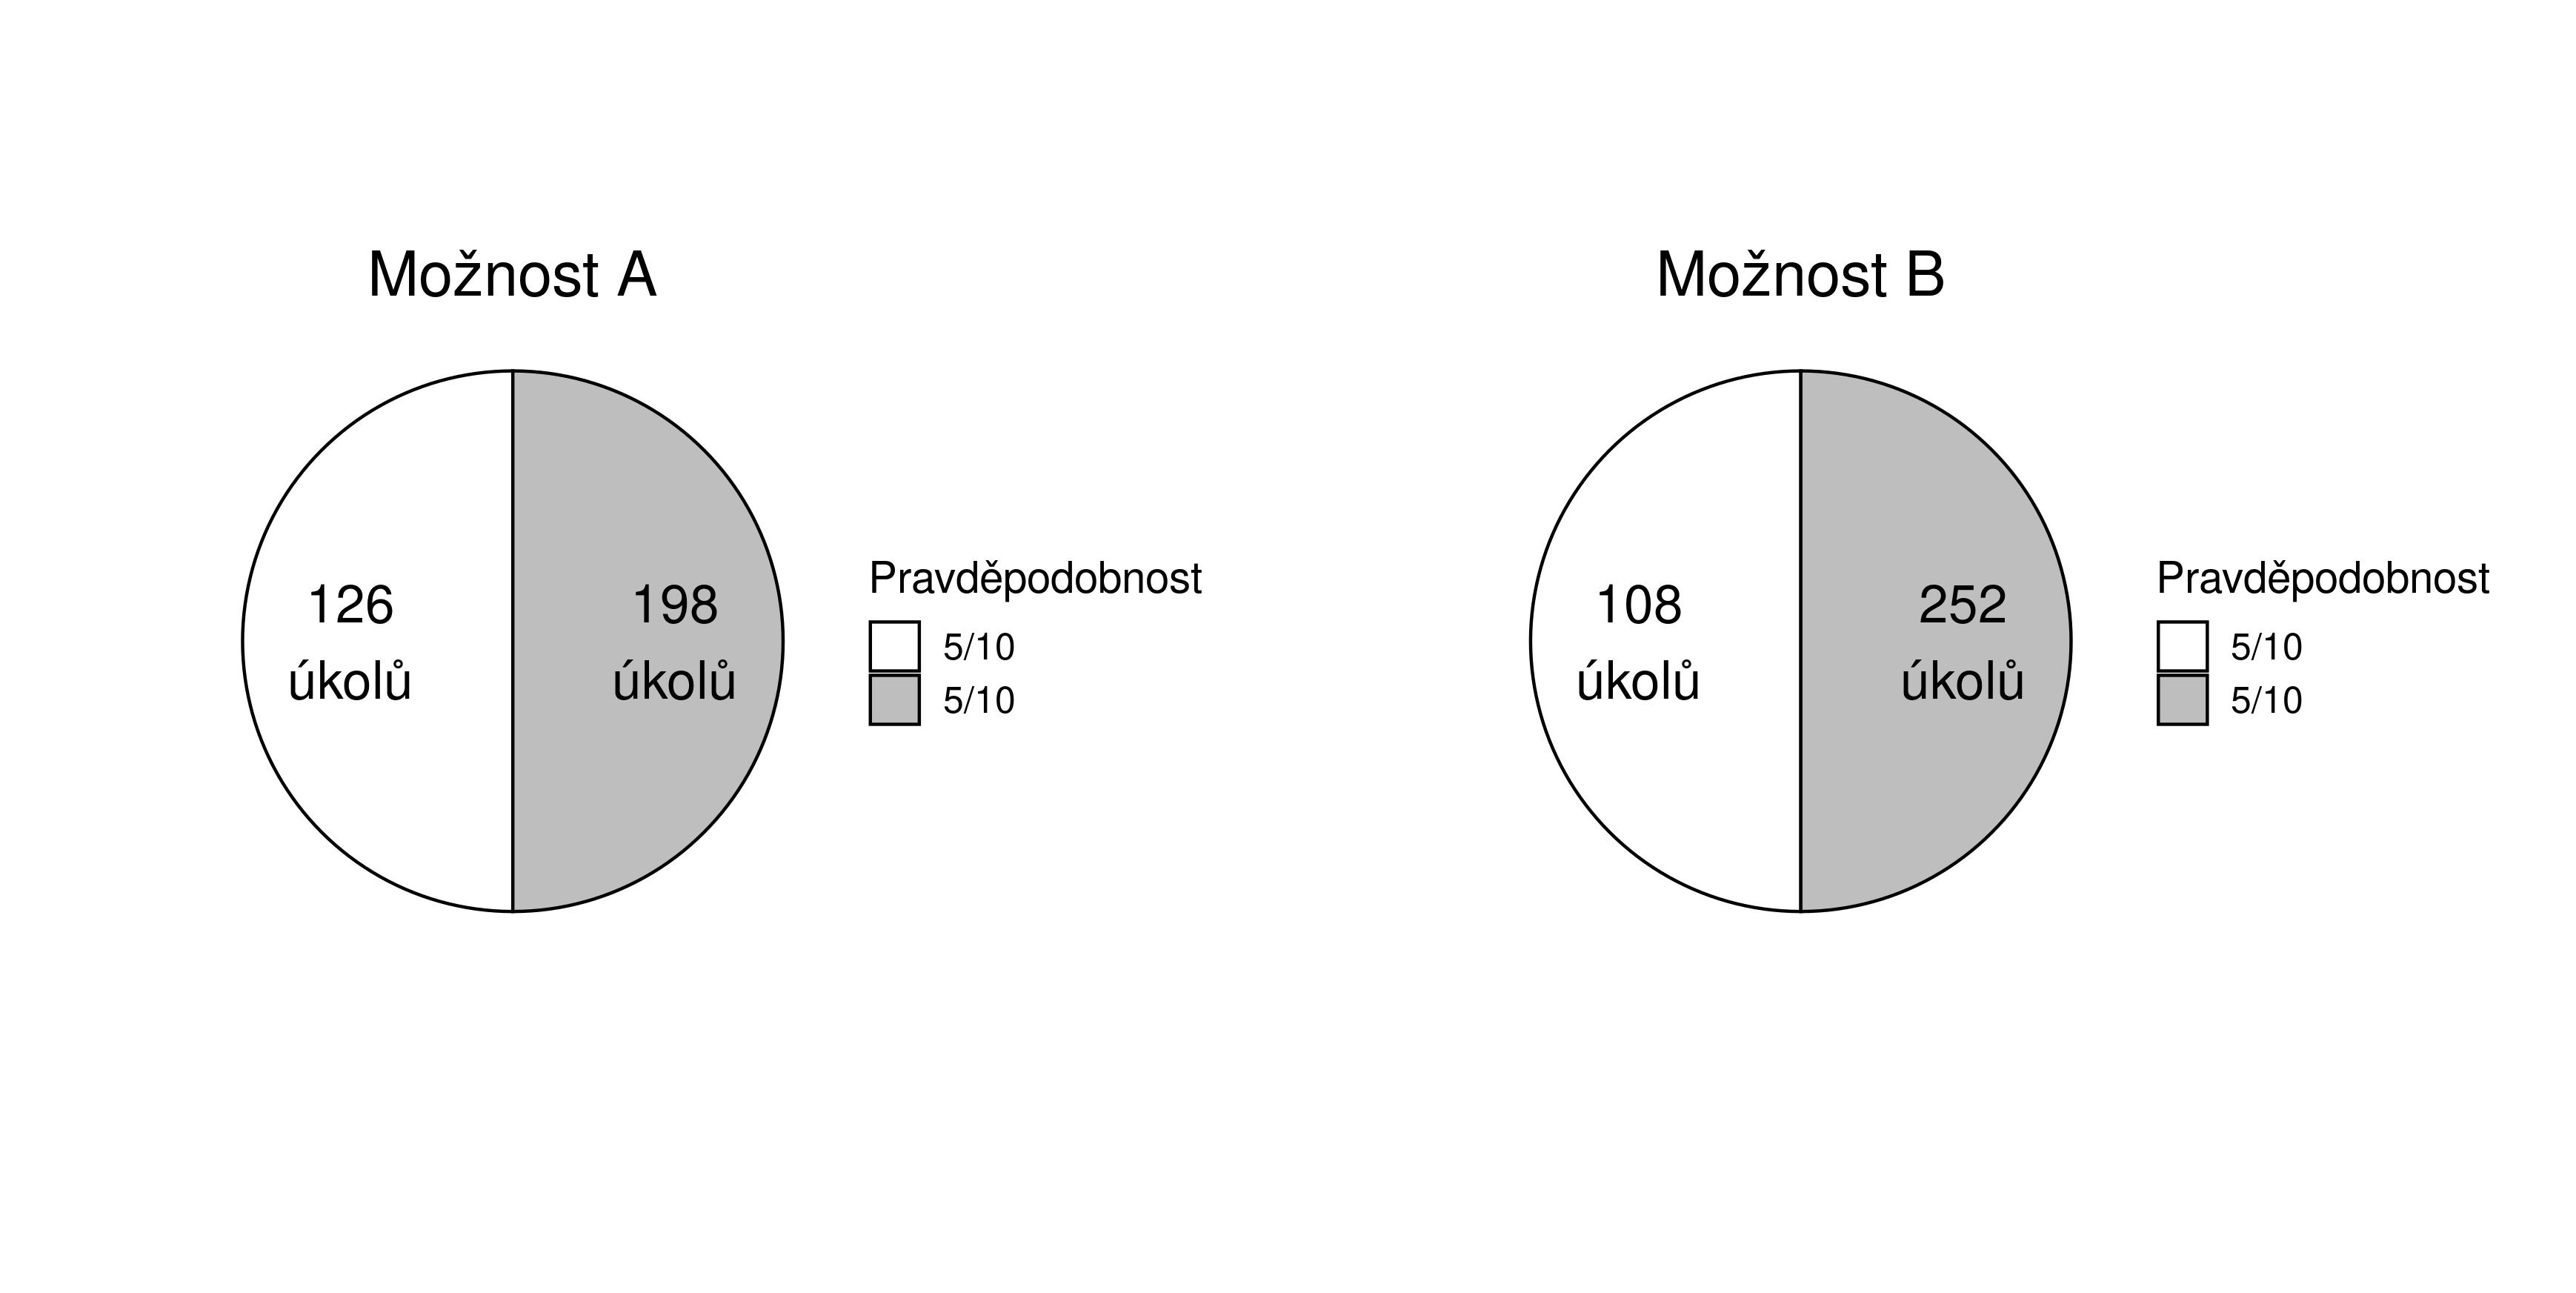 Možnost A
126
úkolů
198
úkolů
Pravděpodobnost
5/10
5/10
Možnost B
108
úkolů
252
úkolů
Pravděpodobnost
5/10
5/10